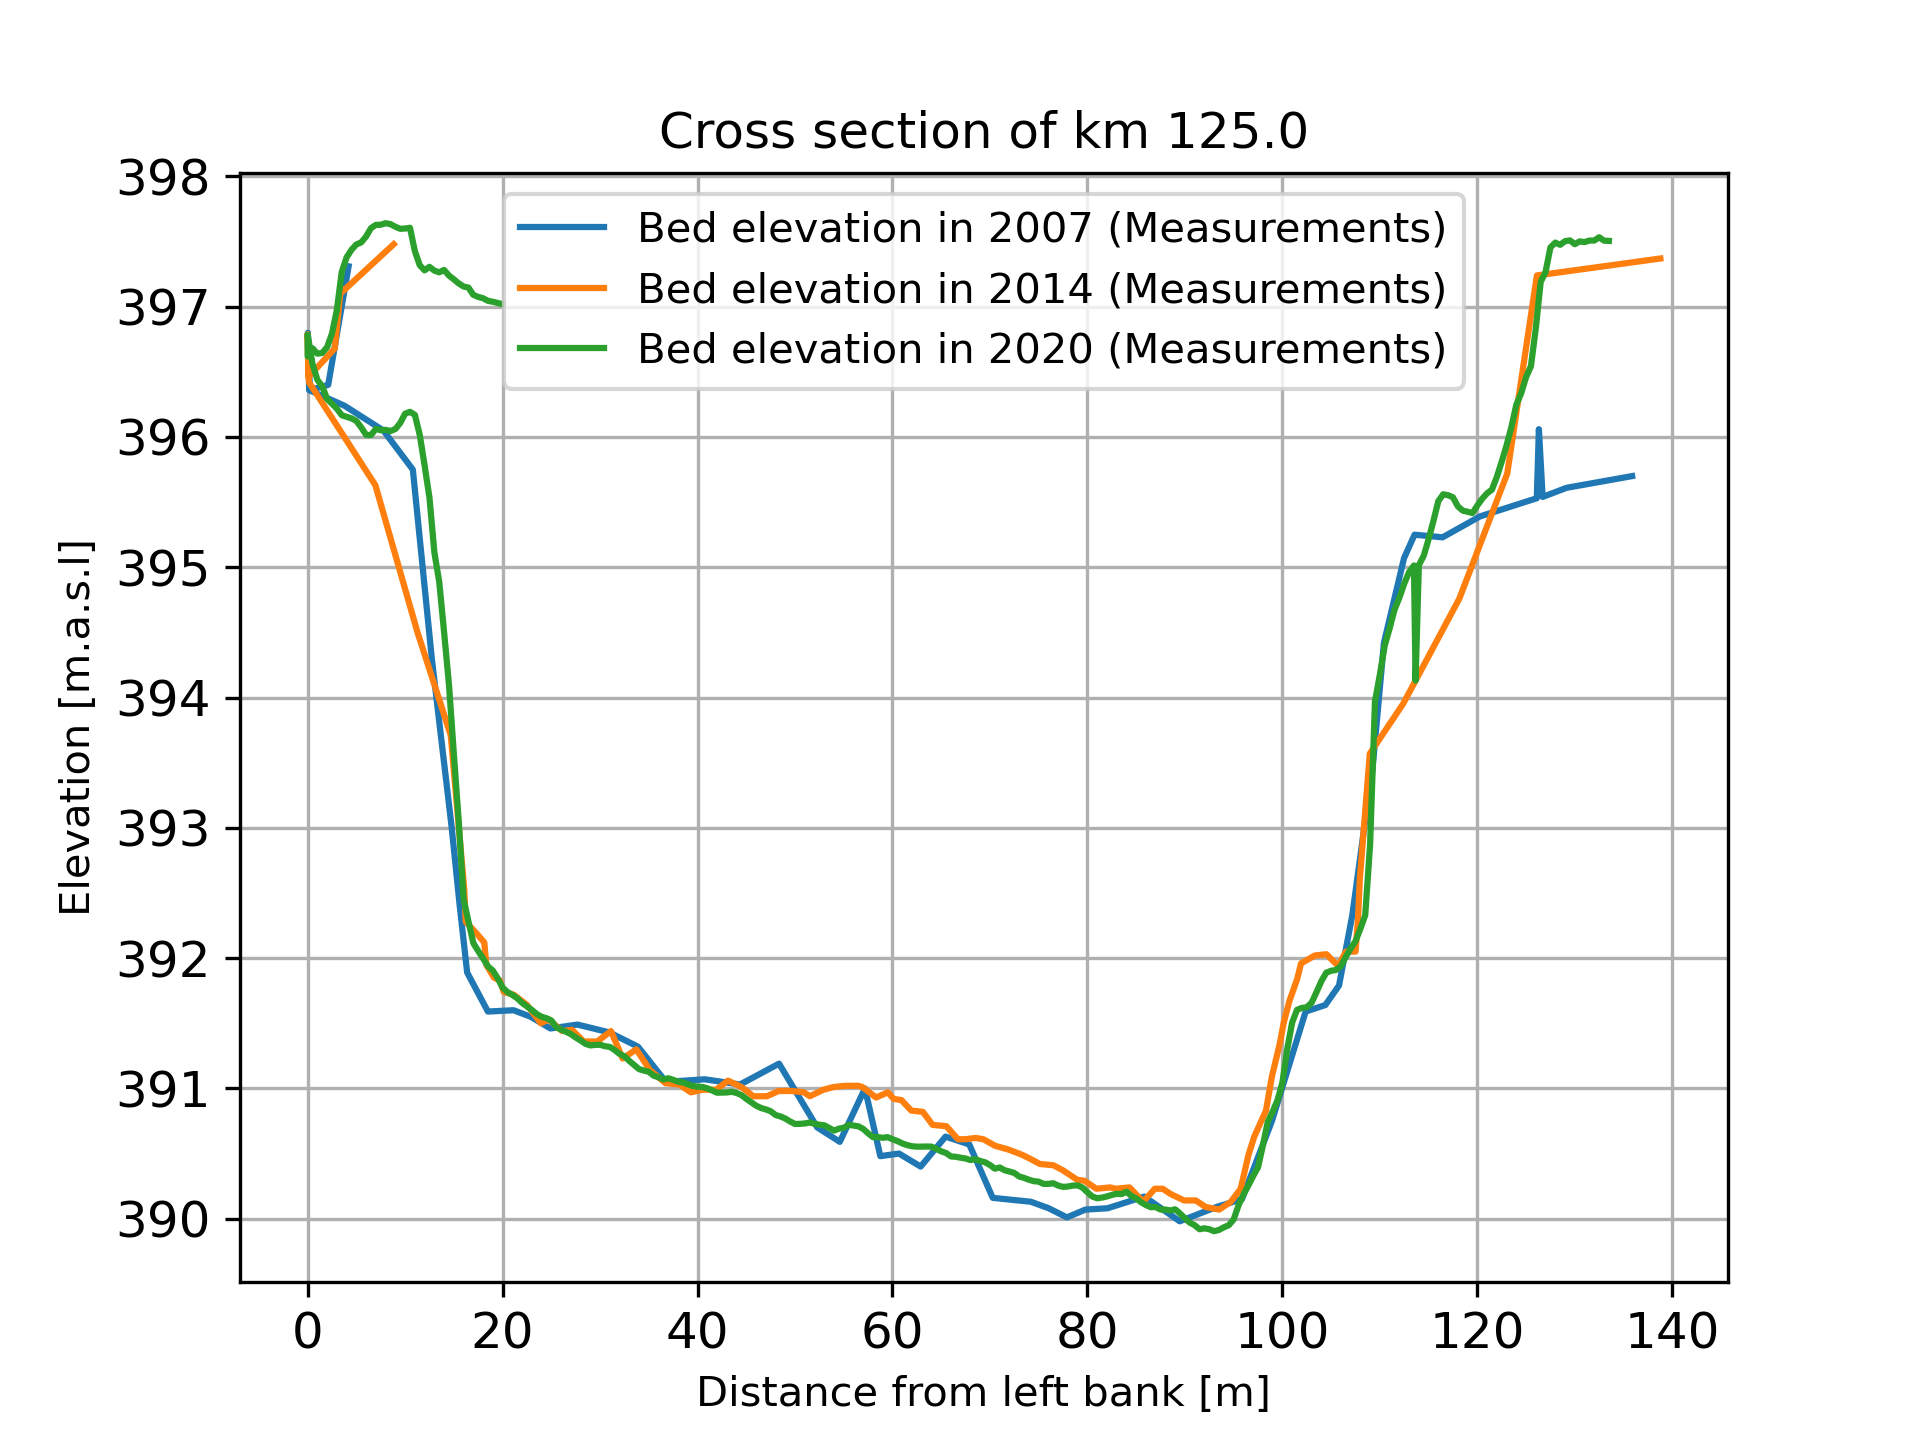 Cross section of km 125.0
398
397
396
395
394
393
392
391
390
Elevation [m.a.s.l]
Bed elevation in 2007 (Measurements)
Bed elevation in 2014 (Measurements)
Bed elevation in 2020 (Measurements)
0 20 40 60 80 100 120 140
Distance from left bank [m]